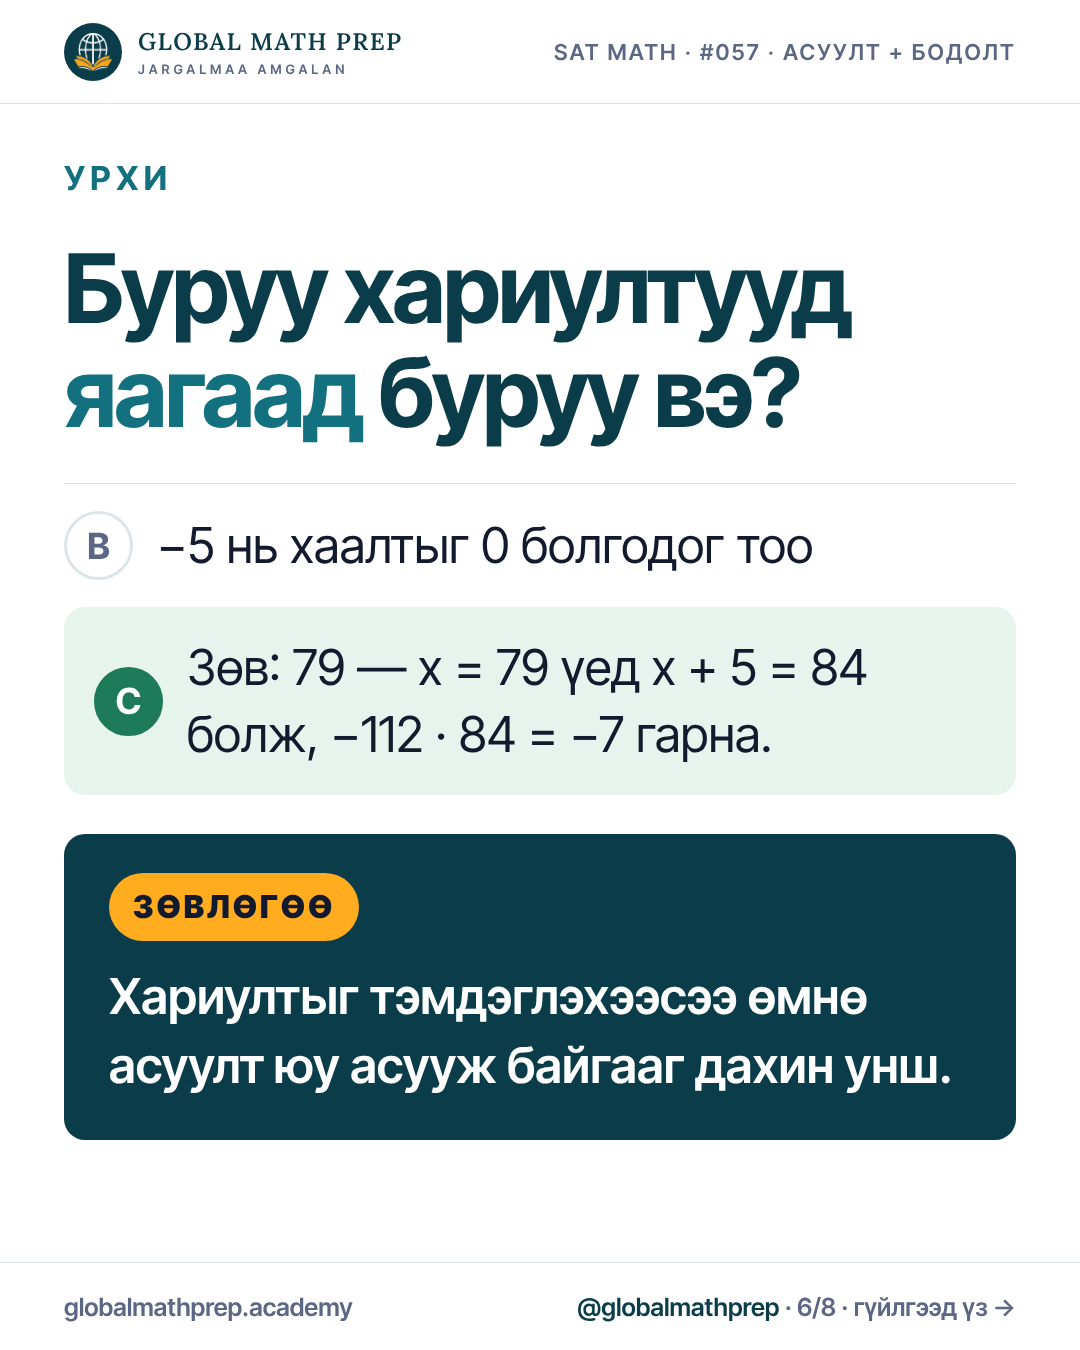 GLOBAL MATH PREP
JARGALMAA AMGALAN
SAT MATH · #057 · АСУУЛТ + БОДОЛТ
УРХИ
Буруу хариултууд
яагаад буруу вэ?
B −5 нь хаалтыг 0 болгодог тоо
C Зөв: 79 — x = 79 үед x + 5 = 84
болж, −112 · 84 = −7 гарна.
зөвлөгөө
Хариултыг тэмдэглэхээсээ өмнө
асуулт юу асууж байгааг дахин унш.
globalmathprep.academy
@globalmathprep · 6/8 · гүйлгээд үз →